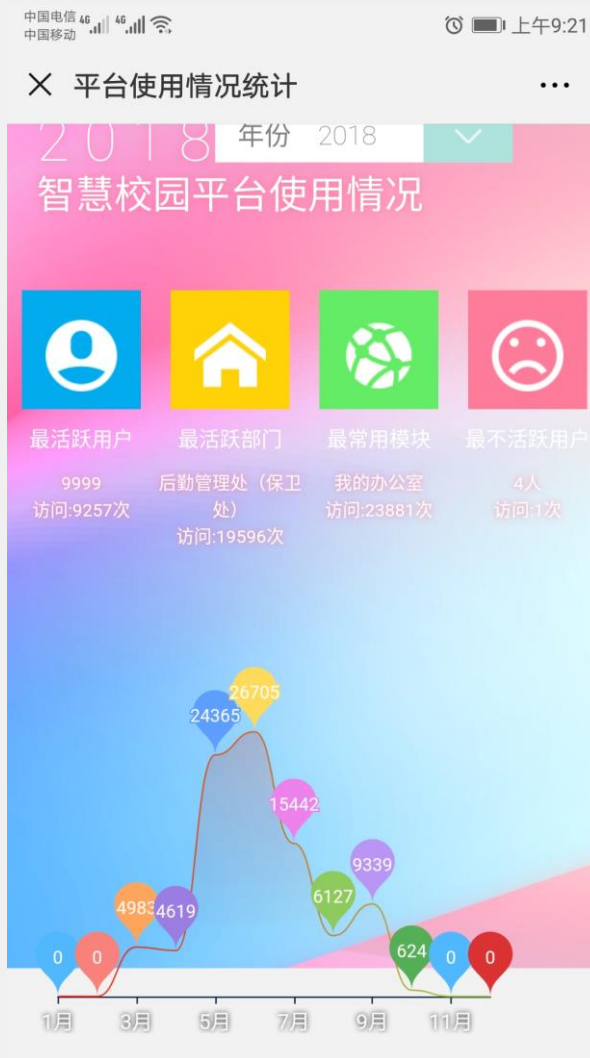 中国电信 4G 4G
中国移动
上午9:21
平台使用情况统计
2018
年份 2018
智慧校园平台使用情况
最活跃用户
9999
访问:9257次
最活跃部门
后勤管理处（保卫
处）
访问:19596次
最常用模块
我的办公室
访问:23881次
最不活跃用户
4人
访问:1次
0
0
4983
4619
24365
26705
15442
6127
9339
624
0
0
1月
3月
5月
7月
9月
11月